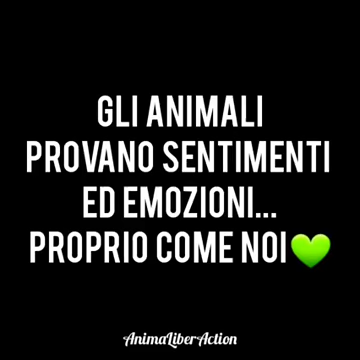 GLI ANIMALI
PROVANO SENTIMENTI
ED EMOZIONI...
PROPRIO COME NOI💚
AnimaLiberAction